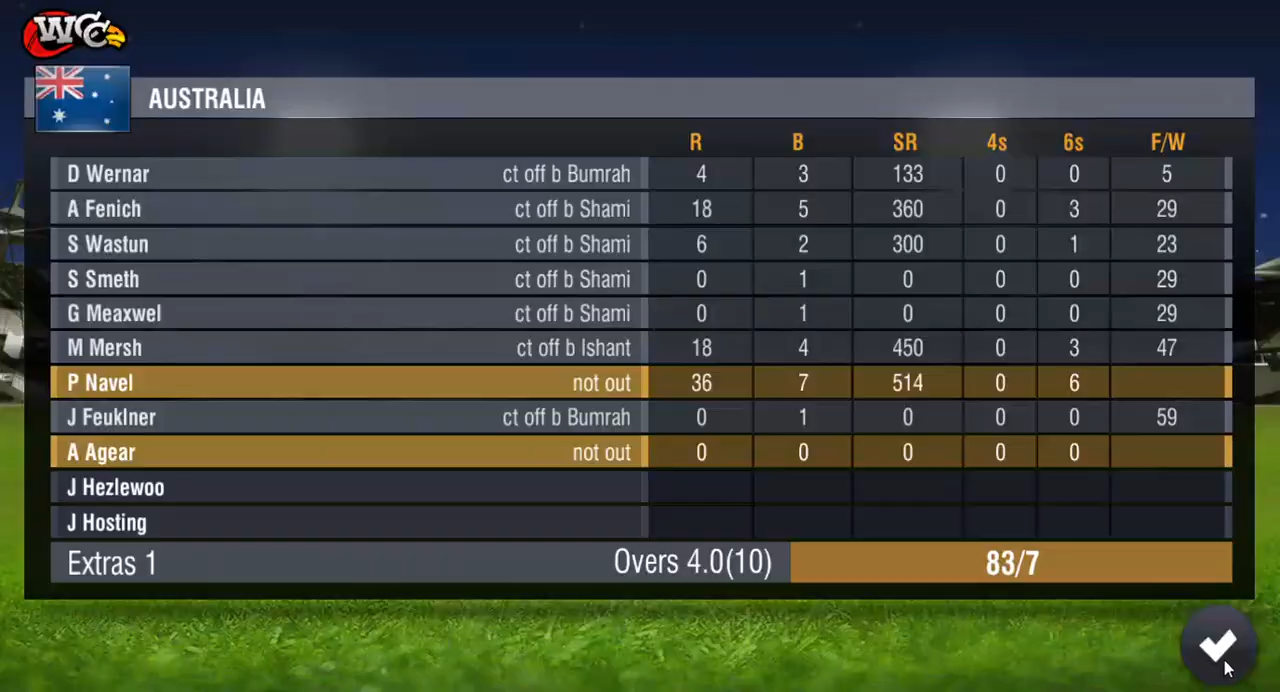 WCC
AUSTRALIA
R B SR 4s 6s F/W
D Wernar ct off b Bumrah 4 3 133 0 0 5
A Fenich ct off b Shami 18 5 360 0 3 29
S Wastun ct off b Shami 6 2 300 0 1 23
S Smeth ct off b Shami 0 1 0 0 0 29
G Meaxwel ct off b Shami 0 1 0 0 0 29
M Mersh ct off b Ishant 18 4 450 0 3 47
P Navel not out 36 7 514 0 6
J Feuklner ct off b Bumrah 0 1 0 0 0 59
A Agear not out 0 0 0 0 0
J Hezlewoo
J Hosting
Extras 1 Overs 4.0(10) 83/7